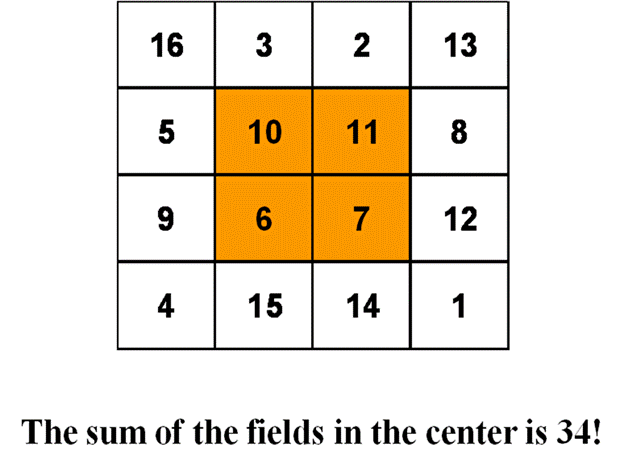 16 3 2 13
5 10 11 8
9 6 7 12
4 15 14 1
The sum of the fields in the center is 34!